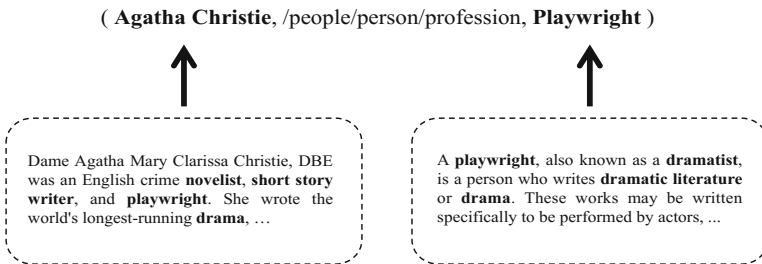 ( Agatha Christie, /people/person/profession, Playwright )
Dame Agatha Mary Clarissa Christie, DBE
was an English crime novelist, short story
writer, and playwright. She wrote the
world's longest-running drama, …
A playwright, also known as a dramatist,
is a person who writes dramatic literature
or drama. These works may be written
specifically to be performed by actors, ...